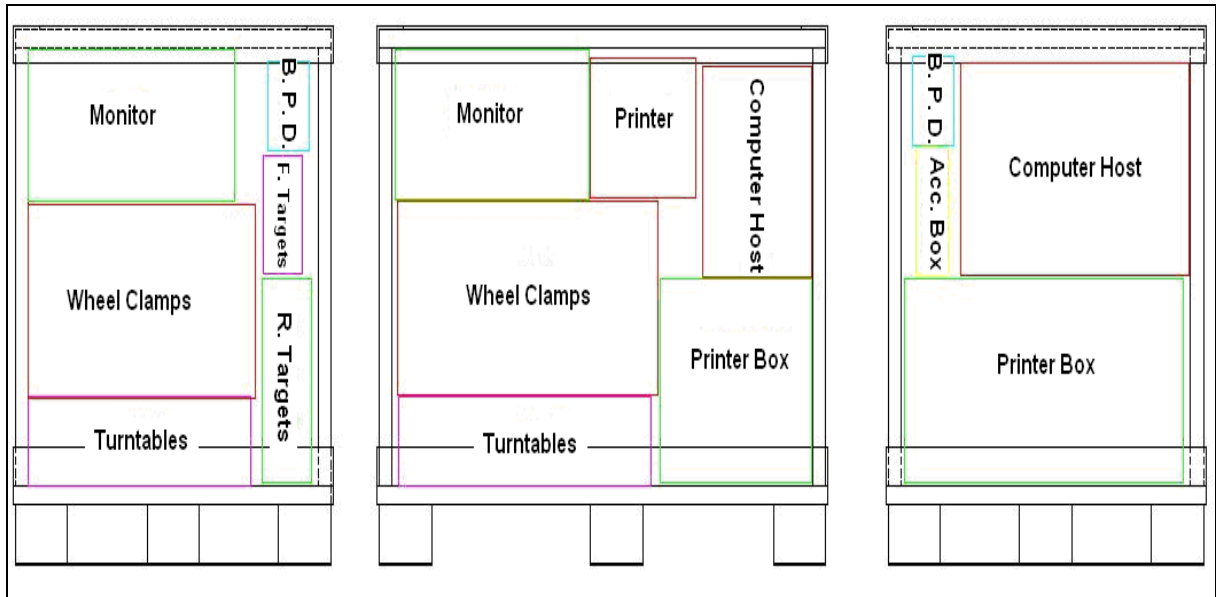 Monitor
B. P. D.
F. Targets
Wheel Clamps
R. Targets
Turntables
Monitor
Printer
Computer Host
Wheel Clamps
Printer Box
Turntables
B. P. D.
Acc. Box
Computer Host
Printer Box